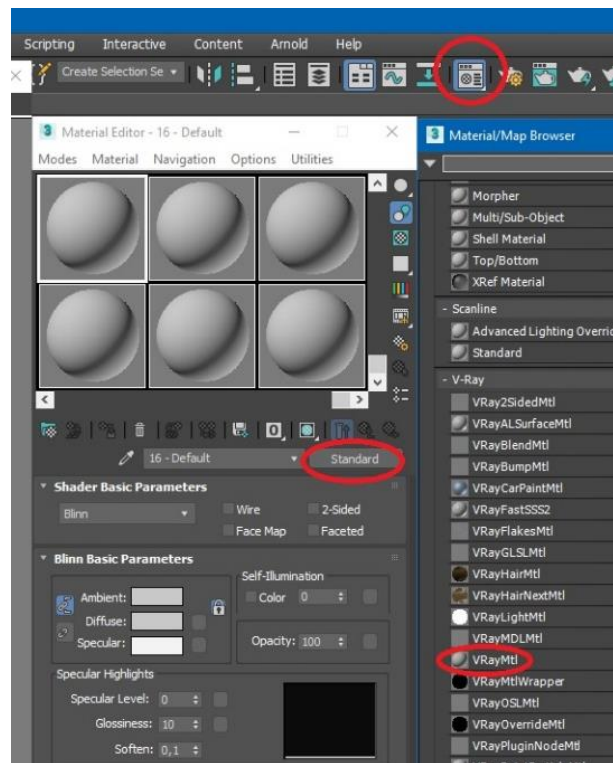 Scripting Interactive Content Arnold Help
Create Selection Se
Material Editor - 16 - Default
Modes Material Navigation Options Utilities
16 - Default
Standard
Shader Basic Parameters
Blinn
Wire 2-Sided
Face Map Faceted
Blinn Basic Parameters
Self-Illumination
Ambient: Color 0
Diffuse:
Specular: Opacity: 100
Specular Highlights
Specular Level: 0
Glossiness: 10
Soften: 0,1
Material/Map Browser
Morpher
Multi/Sub-Object
Shell Material
Top/Bottom
XRef Material
- Scanline
Advanced Lighting Overric
Standard
- V-Ray
VRay2SidedMtl
VRayALSurfaceMtl
VRayBlendMtl
VRayBumpMtl
VRayCarPaintMtl
VRayFastSSS2
VRayFlakesMtl
VRayGLSLMtl
VRayHairMtl
VRayHairNextMtl
VRayLightMtl
VRayMDLMtl
VRayMtl
VRayMtlWrapper
VRayOSLMtl
VRayOverrideMtl
VRayPluginNodeMtl